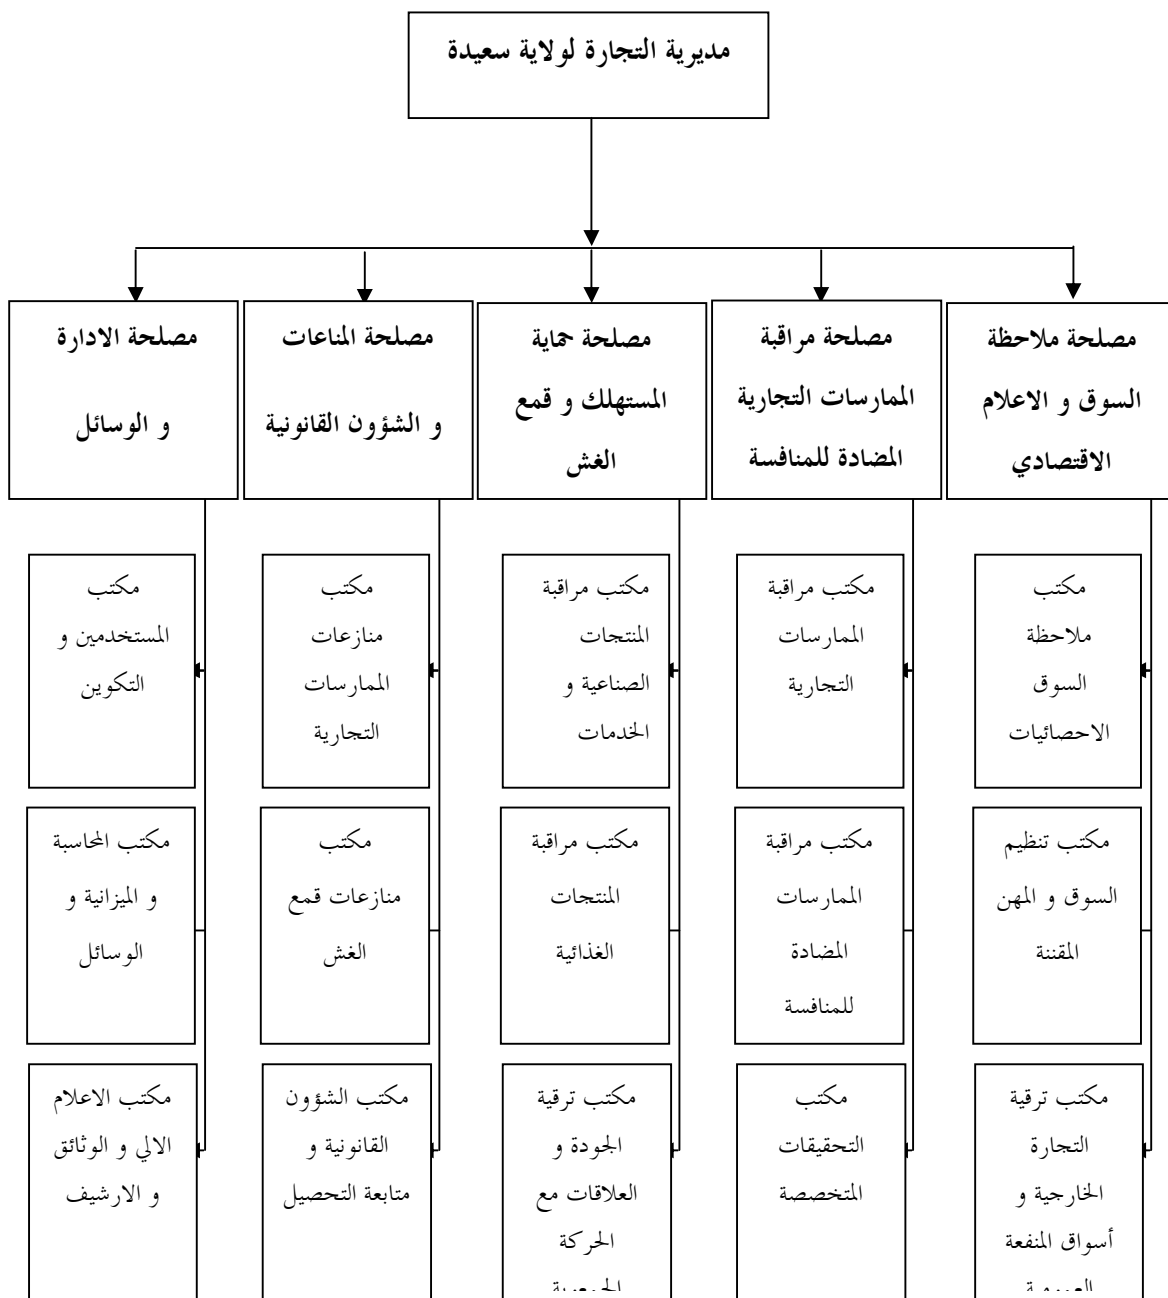 مديرية التجارة لولاية سعيدة
مصلحة ملاحظة
السوق و الاعلام
الاقتصادي
مصلحة مراقبة
الممارسات التجارية
المضادة للمنافسة
مصلحة حماية
المستهلك و قمع
الغش
مصلحة المناعات
و الشؤون القانونية
مصلحة الادارة
و الوسائل
مكتب
ملاحظة
السوق
الاحصائيات
مكتب مراقبة
الممارسات
التجارية
مكتب مراقبة
المنتجات
الصناعية و
الخدمات
مكتب
منازعات
الممارسات
التجارية
مكتب
المستخدمين و
التكوين
مكتب تنظيم
السوق و المهن
المقننة
مكتب مراقبة
الممارسات
المضادة
للمنافسة
مكتب مراقبة
المنتجات
الغذائية
مكتب
منازعات قمع
الغش
مكتب المحاسبة
و الميزانية و
الوسائل
مكتب ترقية
التجارة
الخارجية و
أسواق المنفعة
مكتب
التحقيقات
المتخصصة
مكتب ترقية
الجودة و
العلاقات مع
الحركة
مكتب الشؤون
القانونية و
متابعة التحصيل
مكتب الاعلام
الالي و الوثائق
و الارشيف